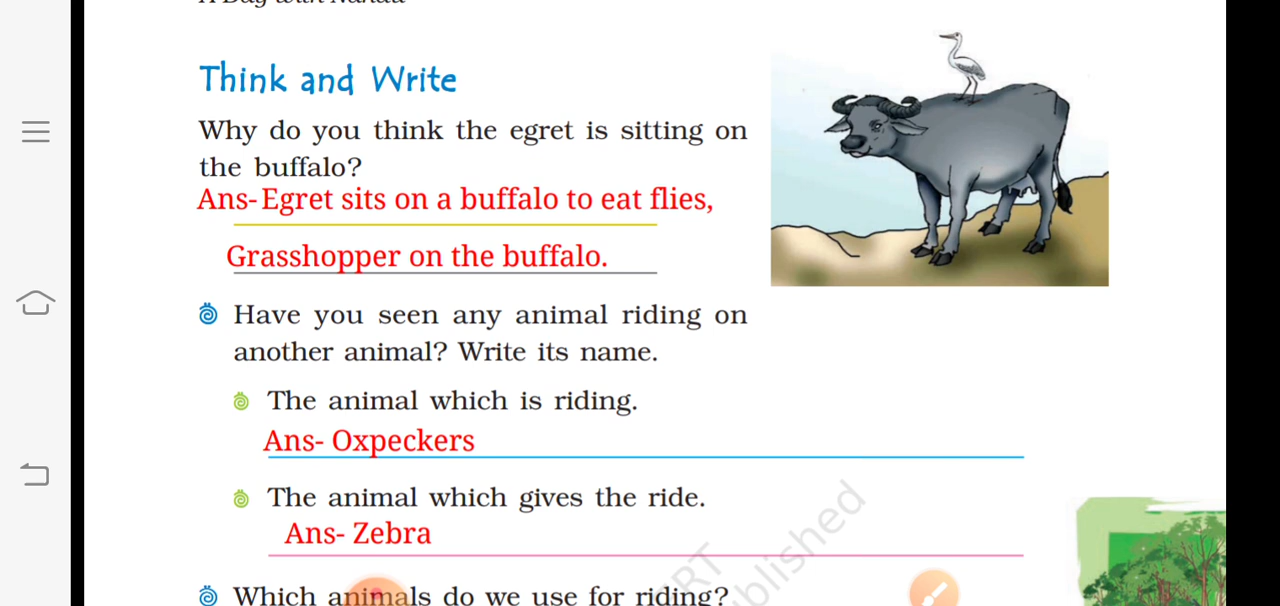 Think and Write
Why do you think the egret is sitting on
the buffalo?
Ans-Egret sits on a buffalo to eat flies,
Grasshopper on the buffalo.
Have you seen any animal riding on
another animal? Write its name.
The animal which is riding.
Ans- Oxpeckers
The animal which gives the ride.
Ans- Zebra
Which animals do we use for riding?